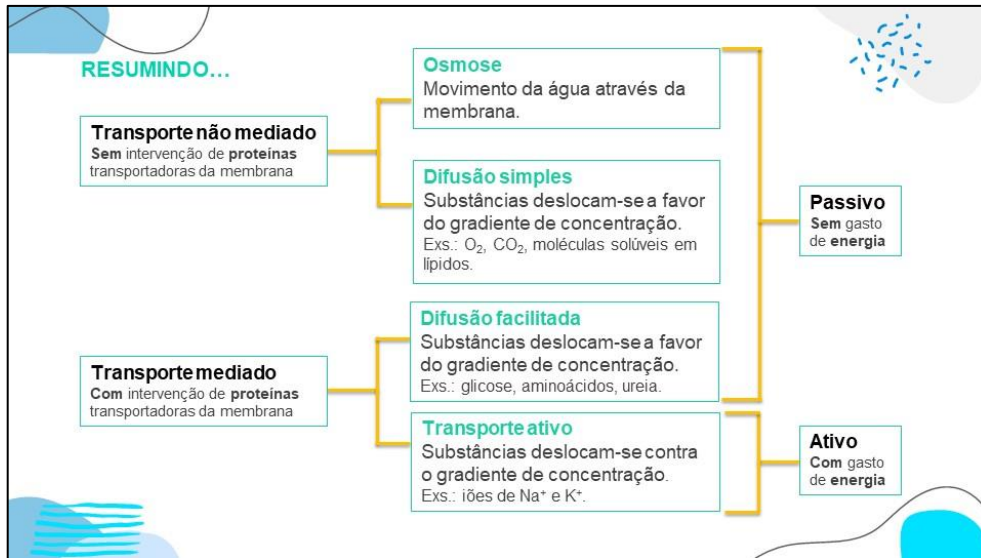 RESUMINDO...
Transporte não mediado
Sem intervenção de proteínas
transportadoras da membrana
Osmose
Movimento da água através da
membrana.
Difusão simples
Substâncias deslocam-se a favor
do gradiente de concentração.
Exs.: O₂, CO₂, moléculas solúveis em
lípidos.
Transporte mediado
Com intervenção de proteínas
transportadoras da membrana
Difusão facilitada
Substâncias deslocam-se a favor
do gradiente de concentração.
Exs.: glicose, aminoácidos, ureia.
Transporte ativo
Substâncias deslocam-se contra
o gradiente de concentração.
Exs.: iões de Na⁺ e K⁺.
Passivo
Sem gasto
de energia
Ativo
Com gasto
de energia